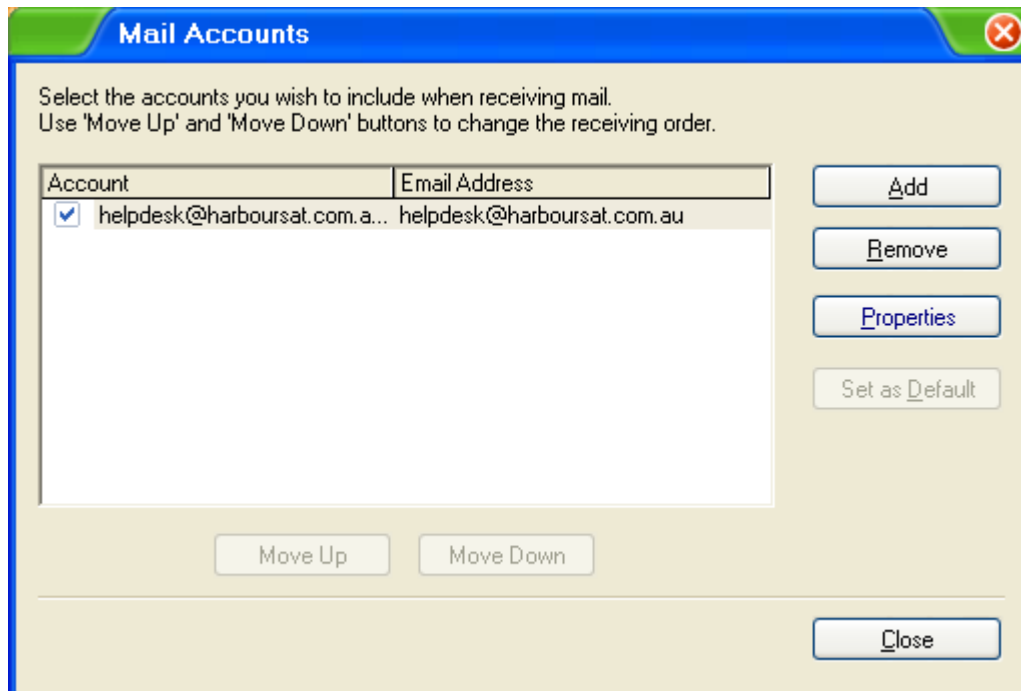 Mail Accounts
Select the accounts you wish to include when receiving mail.
Use 'Move Up' and 'Move Down' buttons to change the receiving order.
Account Email Address
helpdesk@harboursat.com.a... helpdesk@harboursat.com.au
Add
Remove
Properties
Set as Default
Move Up Move Down
Close